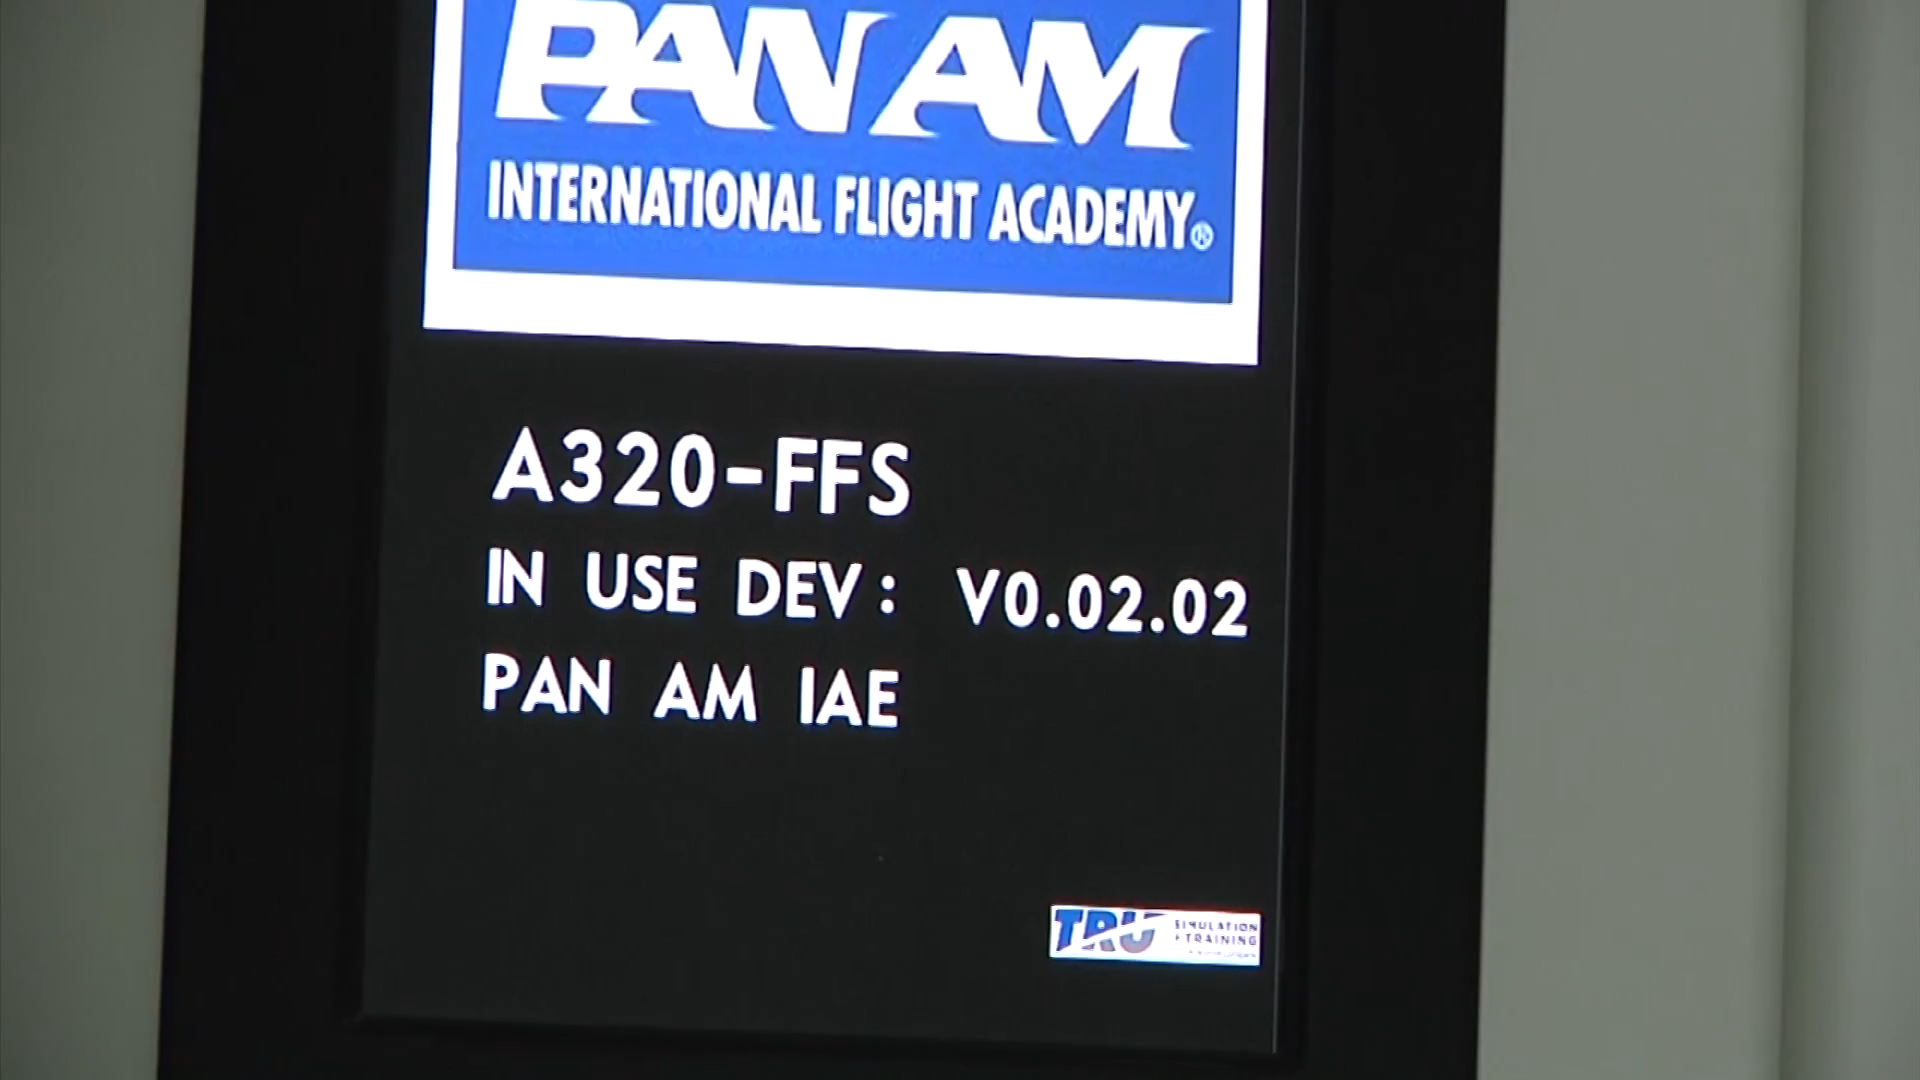 PAN AM
INTERNATIONAL FLIGHT ACADEMY®
A320-FFS
IN USE DEV: V0.02.02
PAN AM IAE
TRU SIMULATION
+ TRAINING